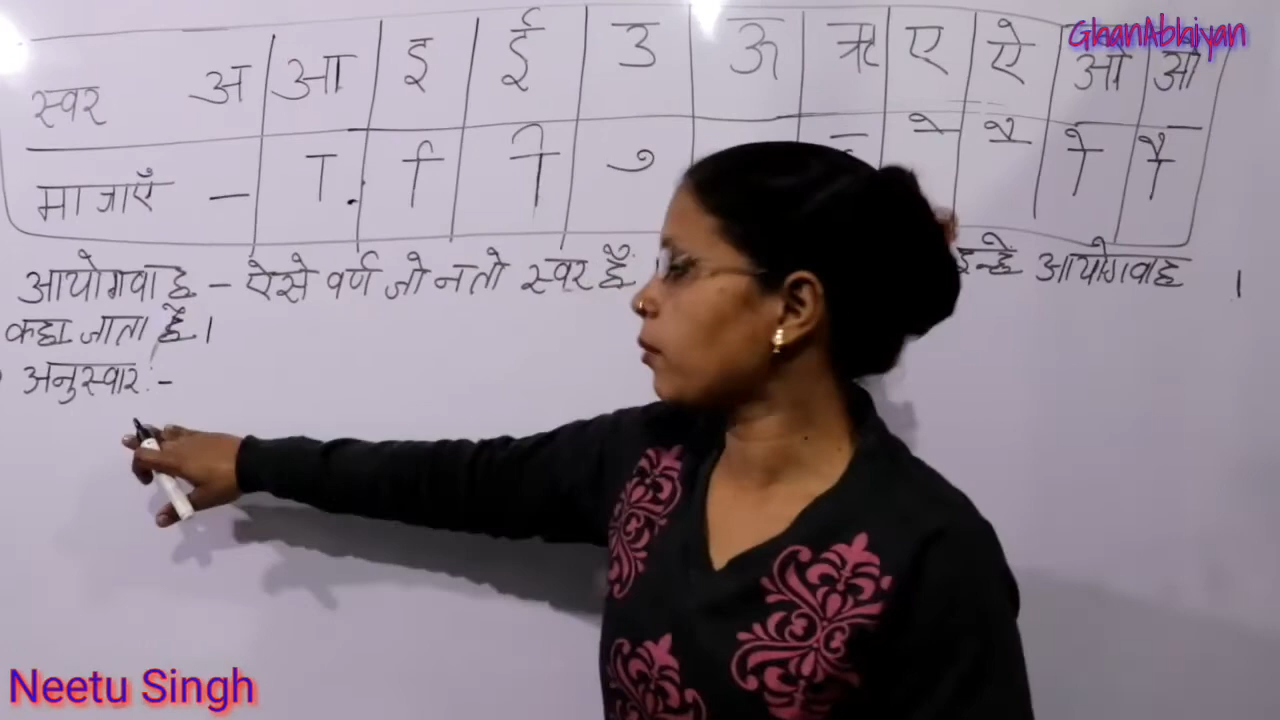 GhanAbhiyan
स्वर अ आ इ ई उ ऊ ऋ ए ऐ ओ औ
मात्राएँ – ा . ि ी ु े ै ो ौ
आयोगवाह – ऐसे वर्ण जो न तो स्वर हैं इन्हे आयोगवाह ।
कहा जाता है।
अनुस्वार :-
Neetu Singh